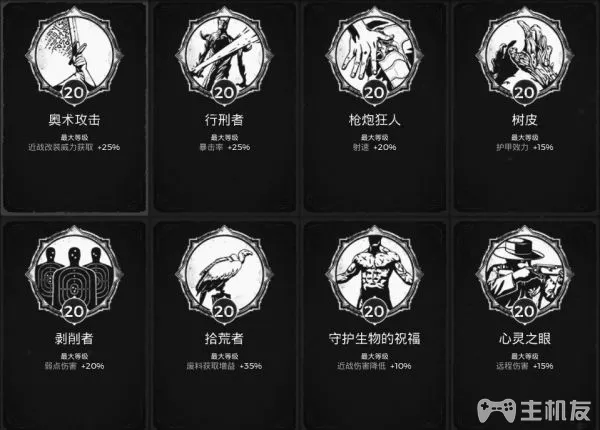 20
20
20
20
奥术攻击
行刑者
枪炮狂人
树皮
最大等级
最大等级
最大等级
最大等级
近战改装威力获取 +25%
暴击率 +25%
射速 +20%
护甲效力 +15%
20
20
20
20
剥削者
拾荒者
守护生物的祝福
心灵之眼
最大等级
最大等级
最大等级
最大等级
弱点伤害 +20%
废料获取增益 +35%
近战伤害降低 +10%
远程伤害 +15%
主机友